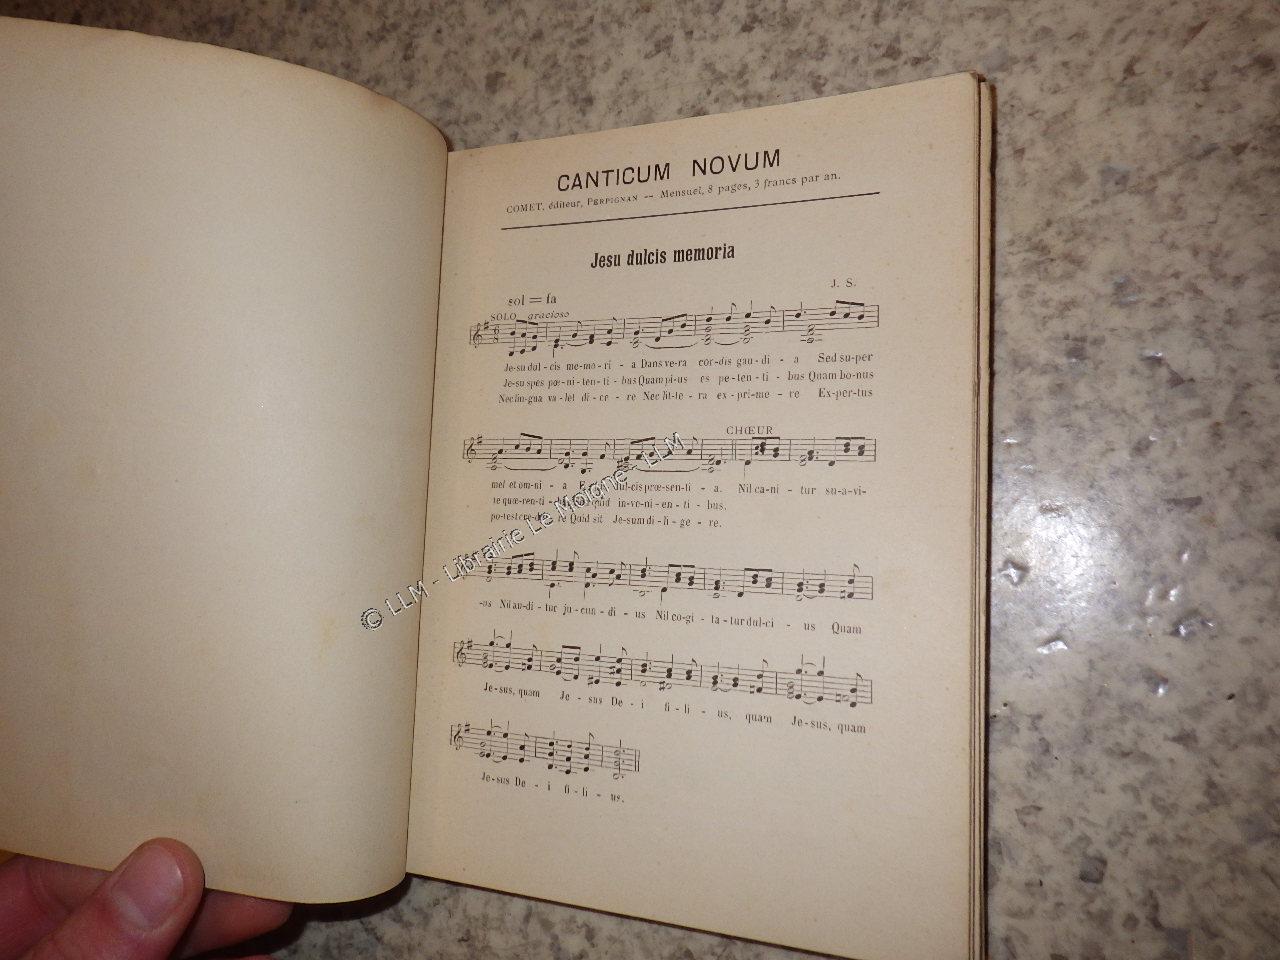 CANTICUM NOVUM
COMET, éditeur, PERPIGNAN -- Mensuel, 8 pages, 3 francs par an.
Jesu dulcis memoria
sol = fa
J. S.
SOLO gracioso
Je-su dul-cis me-mo-ri - a Dans ve-ra cor-dis gau-di - a Sed su-per
Je-su spes pœ-ni-ten-ti-bus Quam pi-us es pe-ten-ti-bus Quam bo-nus
Nec lin-gua va-let di-ce-re Nec lit-te-ra ex-pri-me-re Ex-per-tus
CHŒUR
mel et om-ni - a dul-cis præ-sen-ti - a. Nil ca-ni - tur su-a-vi-
te quæ-ren-ti- quid in-ve-ni-en-ti-bus.
po-test cre-de-re Quid sit Je-sum di-li-ge-re.
-us Nil au-di-tur ju-cun-di-us Nil co-gi-ta-tur dul-ci - us Quam
Je-sus, quam Je - sus De - i fi-li - us, quam Je-sus, quam
Je-sus De - i fi-li - us.
© LLM - Librairie Le Moigne - LLM